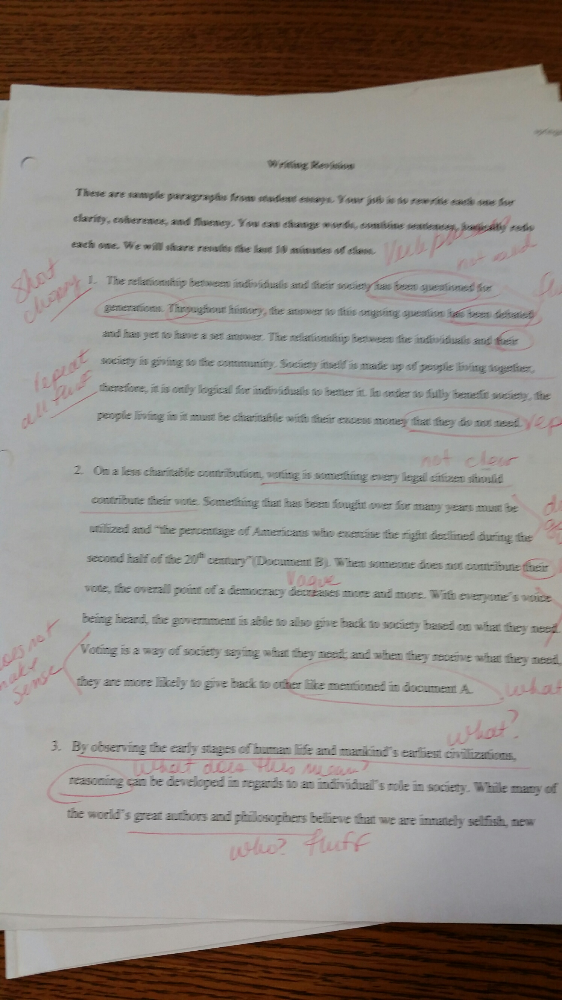 Writing Revision
These are sample paragraphs from student essays. Your job is to rewrite each one for
clarity, coherence, and fluency. You can change words, combine sentences, basically redo
each one. We will share results the last 10 minutes of class.
Verb
not
Short
choppy
1. The relationship between individuals and their society has been questioned for
generations. Throughout history, the answer to this ongoing question has been debated
and has yet to have a set answer. The relationship between the individuals and their
society is giving to the community. Society itself is made up of people living together,
repeat
all that
therefore, it is only logical for individuals to better it. In order to fully benefit society, the
people living in it must be charitable with their excess money that they do not need. rep
not clear
2. On a less charitable contribution, voting is something every legal citizen should
contribute their vote. Something that has been fought over for many years must be
utilized and "the percentage of Americans who exercise the right declined during the
second half of the 20th century"(Document B). When someone does not contribute their
Vague
vote, the overall point of a democracy decreases more and more. With everyone's voice
being heard, the government is able to also give back to society based on what they need.
does not
make
sense
Voting is a way of society saying what they need; and when they receive what they need,
they are more likely to give back to other like mentioned in document A. what
what?
3. By observing the early stages of human life and mankind's earliest civilizations,
What does this mean?
reasoning can be developed in regards to an individual's role in society. While many of
the world's great authors and philosophers believe that we are innately selfish, new
who? fluff